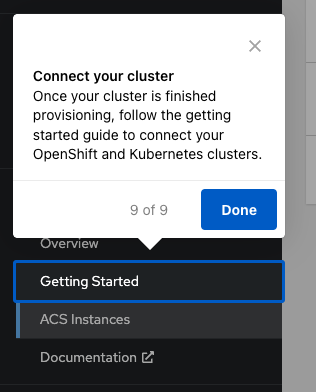 Connect your cluster
Once your cluster is finished
provisioning, follow the getting
started guide to connect your
OpenShift and Kubernetes clusters.
9 of 9
Done
Overview
Getting Started
ACS Instances
Documentation